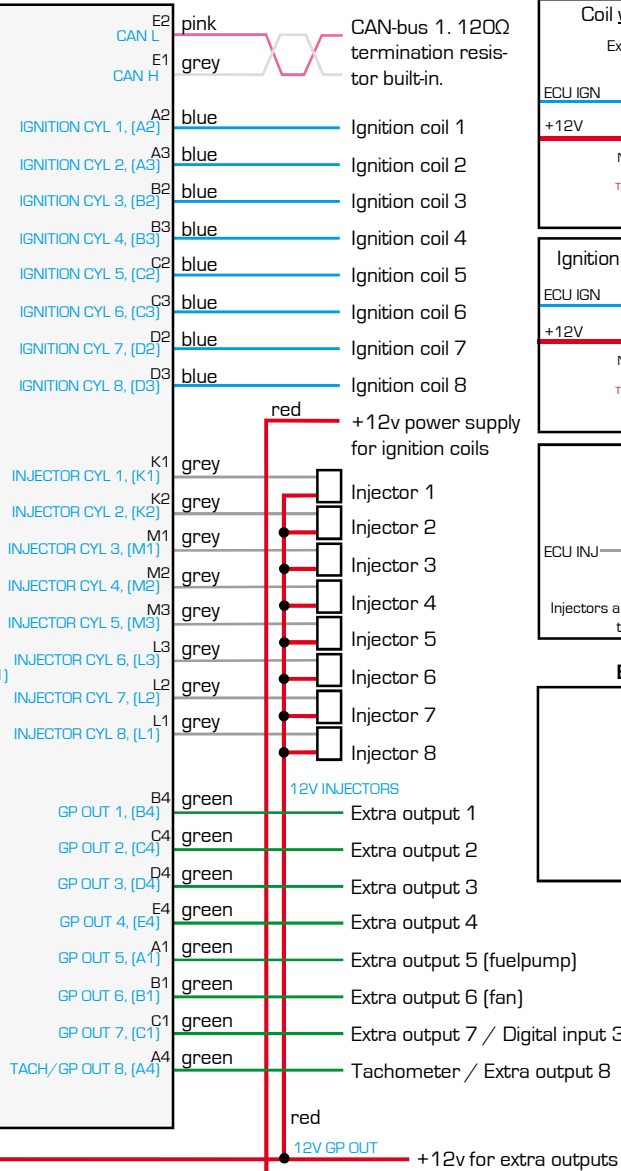 E2 pink
CAN L
CAN-bus 1. 120Ω
termination resis-
tor built-in.
E1 grey
CAN H
IGNITION CYL 1, (A2) A2 blue Ignition coil 1
IGNITION CYL 2, (A3) A3 blue Ignition coil 2
IGNITION CYL 3, (B2) B2 blue Ignition coil 3
IGNITION CYL 4, (B3) B3 blue Ignition coil 4
IGNITION CYL 5, (C2) C2 blue Ignition coil 5
IGNITION CYL 6, (C3) C3 blue Ignition coil 6
IGNITION CYL 7, (D2) D2 blue Ignition coil 7
IGNITION CYL 8, (D3) D3 blue Ignition coil 8
red
+12v power supply
for ignition coils
INJECTOR CYL 1, (K1) K1 grey Injector 1
INJECTOR CYL 2, (K2) K2 grey Injector 2
INJECTOR CYL 3, (M1) M1 grey Injector 3
INJECTOR CYL 4, (M2) M2 grey Injector 4
INJECTOR CYL 5, (M3) M3 grey Injector 5
INJECTOR CYL 6, (L3) L3 grey Injector 6
INJECTOR CYL 7, (L2) L2 grey Injector 7
INJECTOR CYL 8, (L1) L1 grey Injector 8
12V INJECTORS
GP OUT 1, (B4) B4 green Extra output 1
GP OUT 2, (C4) C4 green Extra output 2
GP OUT 3, (D4) D4 green Extra output 3
GP OUT 4, (E4) E4 green Extra output 4
GP OUT 5, (A1) A1 green Extra output 5 (fuelpump)
GP OUT 6, (B1) B1 green Extra output 6 (fan)
GP OUT 7, (C1) C1 green Extra output 7 / Digital input 3
TACH/GP OUT 8, (A4) A4 green Tachometer / Extra output 8
red
12V GP OUT
+12v for extra outputs
Coil
ECU IGN
+12V
Ignition
ECU IGN
+12V
ECU INJ
Injectors